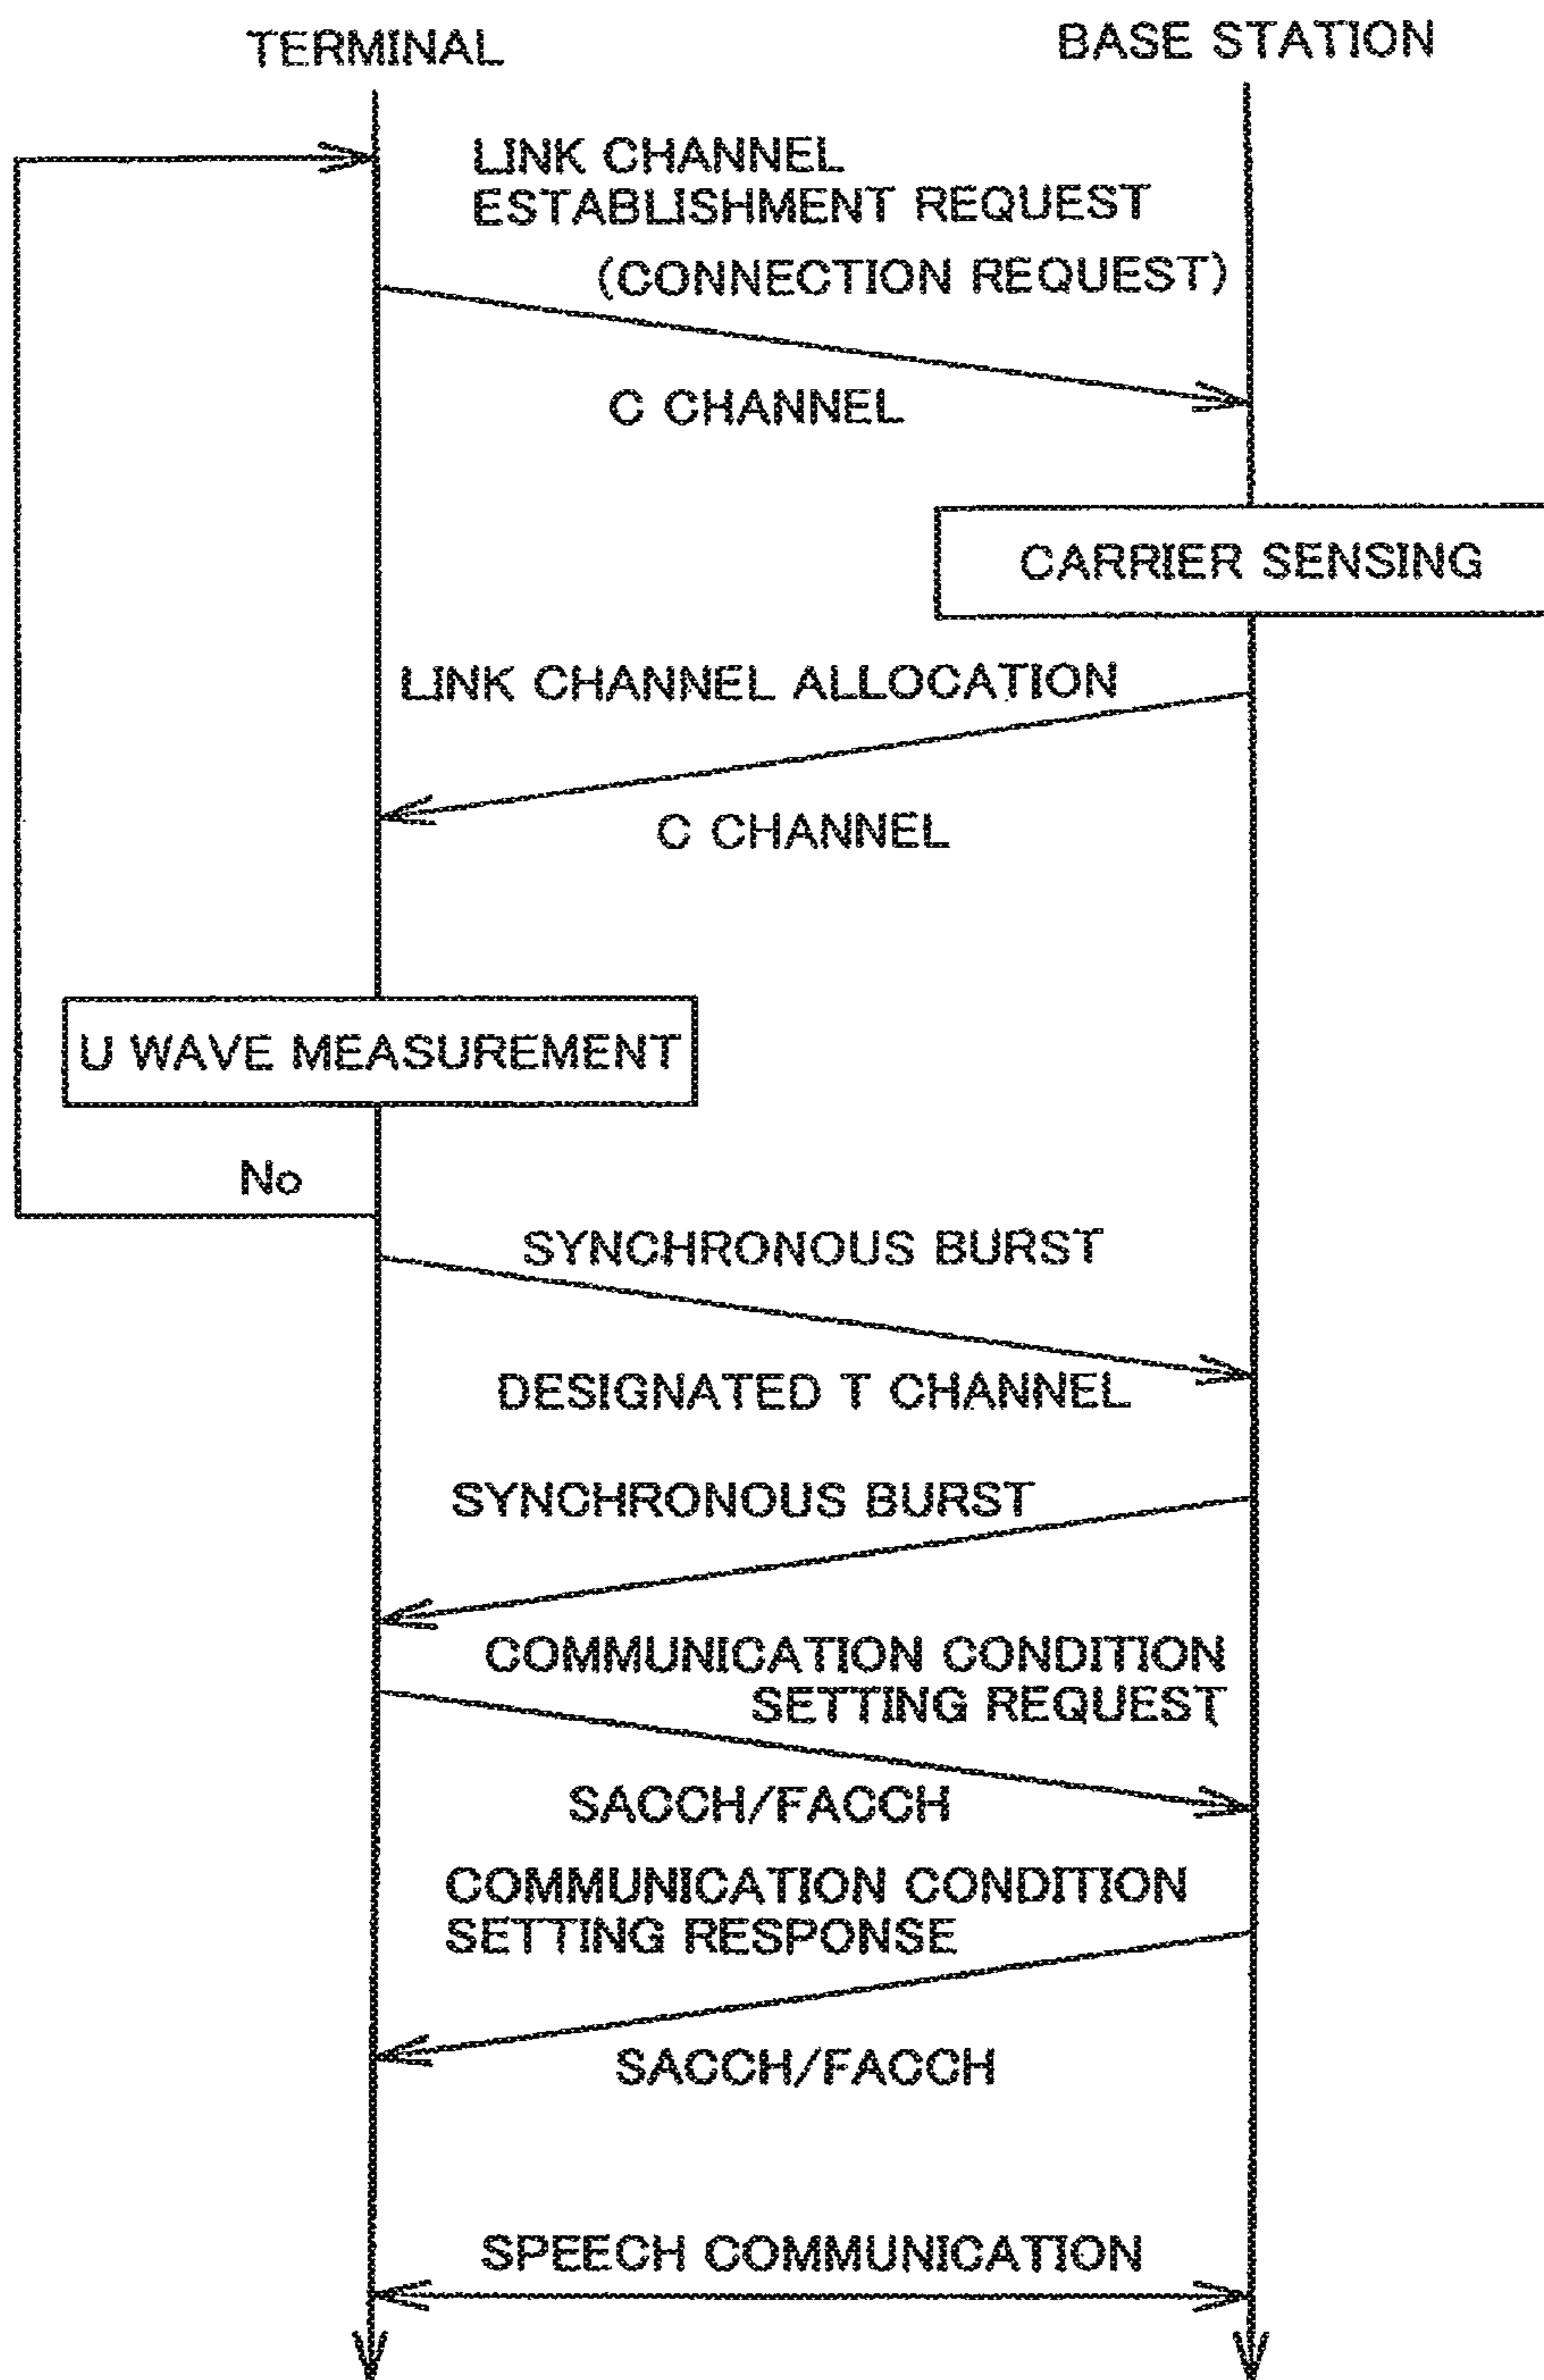 TERMINAL
BASE STATION
LINK CHANNEL
ESTABLISHMENT REQUEST
(CONNECTION REQUEST)
C CHANNEL
CARRIER SENSING
LINK CHANNEL ALLOCATION
C CHANNEL
U WAVE MEASUREMENT
No
SYNCHRONOUS BURST
DESIGNATED T CHANNEL
SYNCHRONOUS BURST
COMMUNICATION CONDITION
SETTING REQUEST
SACCH/FACCH
COMMUNICATION CONDITION
SETTING RESPONSE
SACCH/FACCH
SPEECH COMMUNICATION